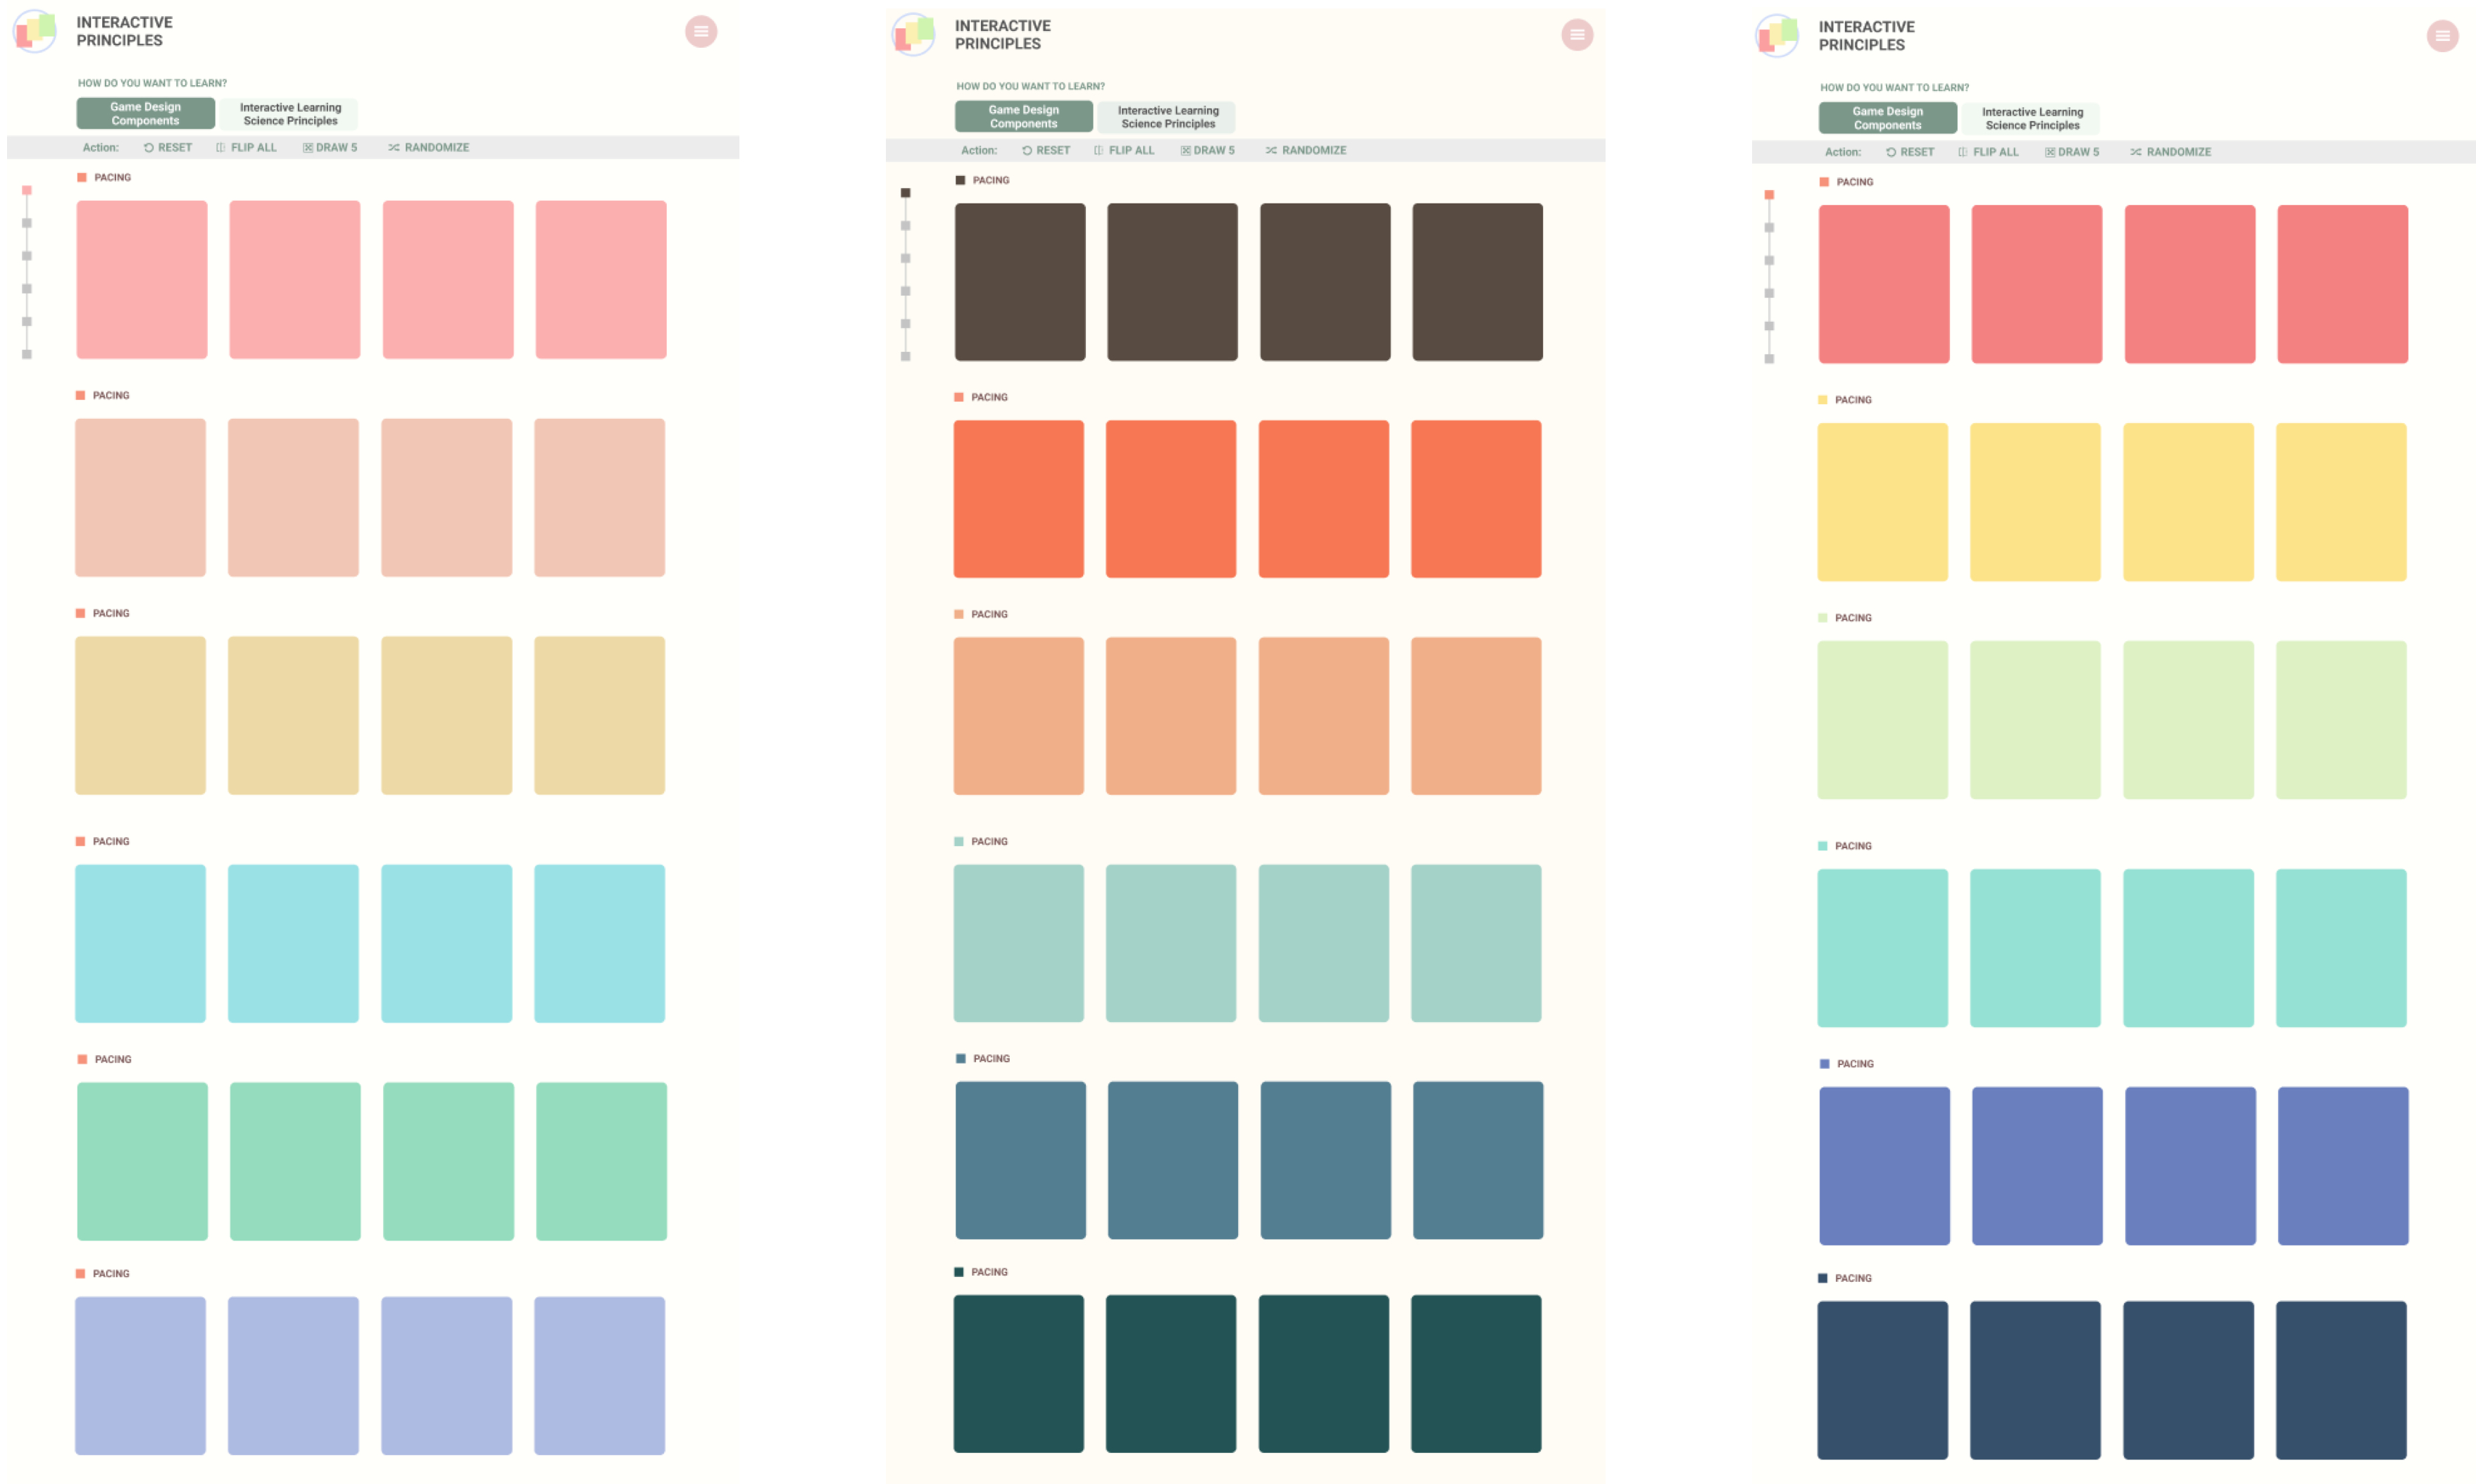 INTERACTIVE
PRINCIPLES
HOW DO YOU WANT TO LEARN?
Game Design
Components
Interactive Learning
Science Principles
Action: RESET FLIP ALL DRAW 5 RANDOMIZE
PACING
PACING
PACING
PACING
PACING
PACING
INTERACTIVE
PRINCIPLES
HOW DO YOU WANT TO LEARN?
Game Design
Components
Interactive Learning
Science Principles
Action: RESET FLIP ALL DRAW 5 RANDOMIZE
PACING
PACING
PACING
PACING
PACING
PACING
INTERACTIVE
PRINCIPLES
HOW DO YOU WANT TO LEARN?
Game Design
Components
Interactive Learning
Science Principles
Action: RESET FLIP ALL DRAW 5 RANDOMIZE
PACING
PACING
PACING
PACING
PACING
PACING